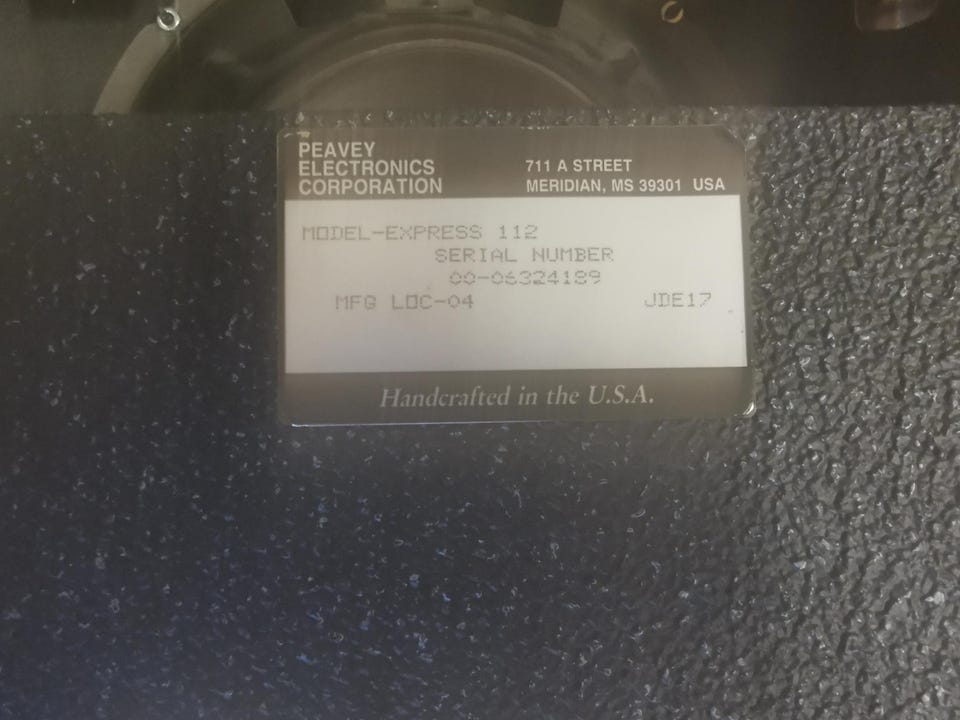 PEAVEY
ELECTRONICS
CORPORATION
711 A STREET
MERIDIAN, MS 39301 USA
MODEL-EXPRESS 112
SERIAL NUMBER
00-06324189
MFG LOC-04 JDE17
Handcrafted in the U.S.A.